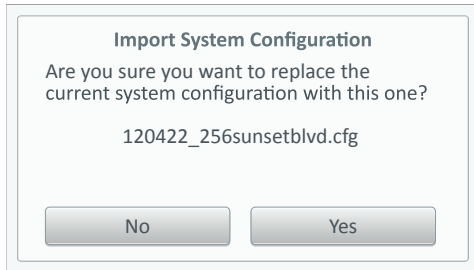 Import System Configuration
Are you sure you want to replace the
current system configuration with this one?
120422_256sunsetblvd.cfg
No
Yes